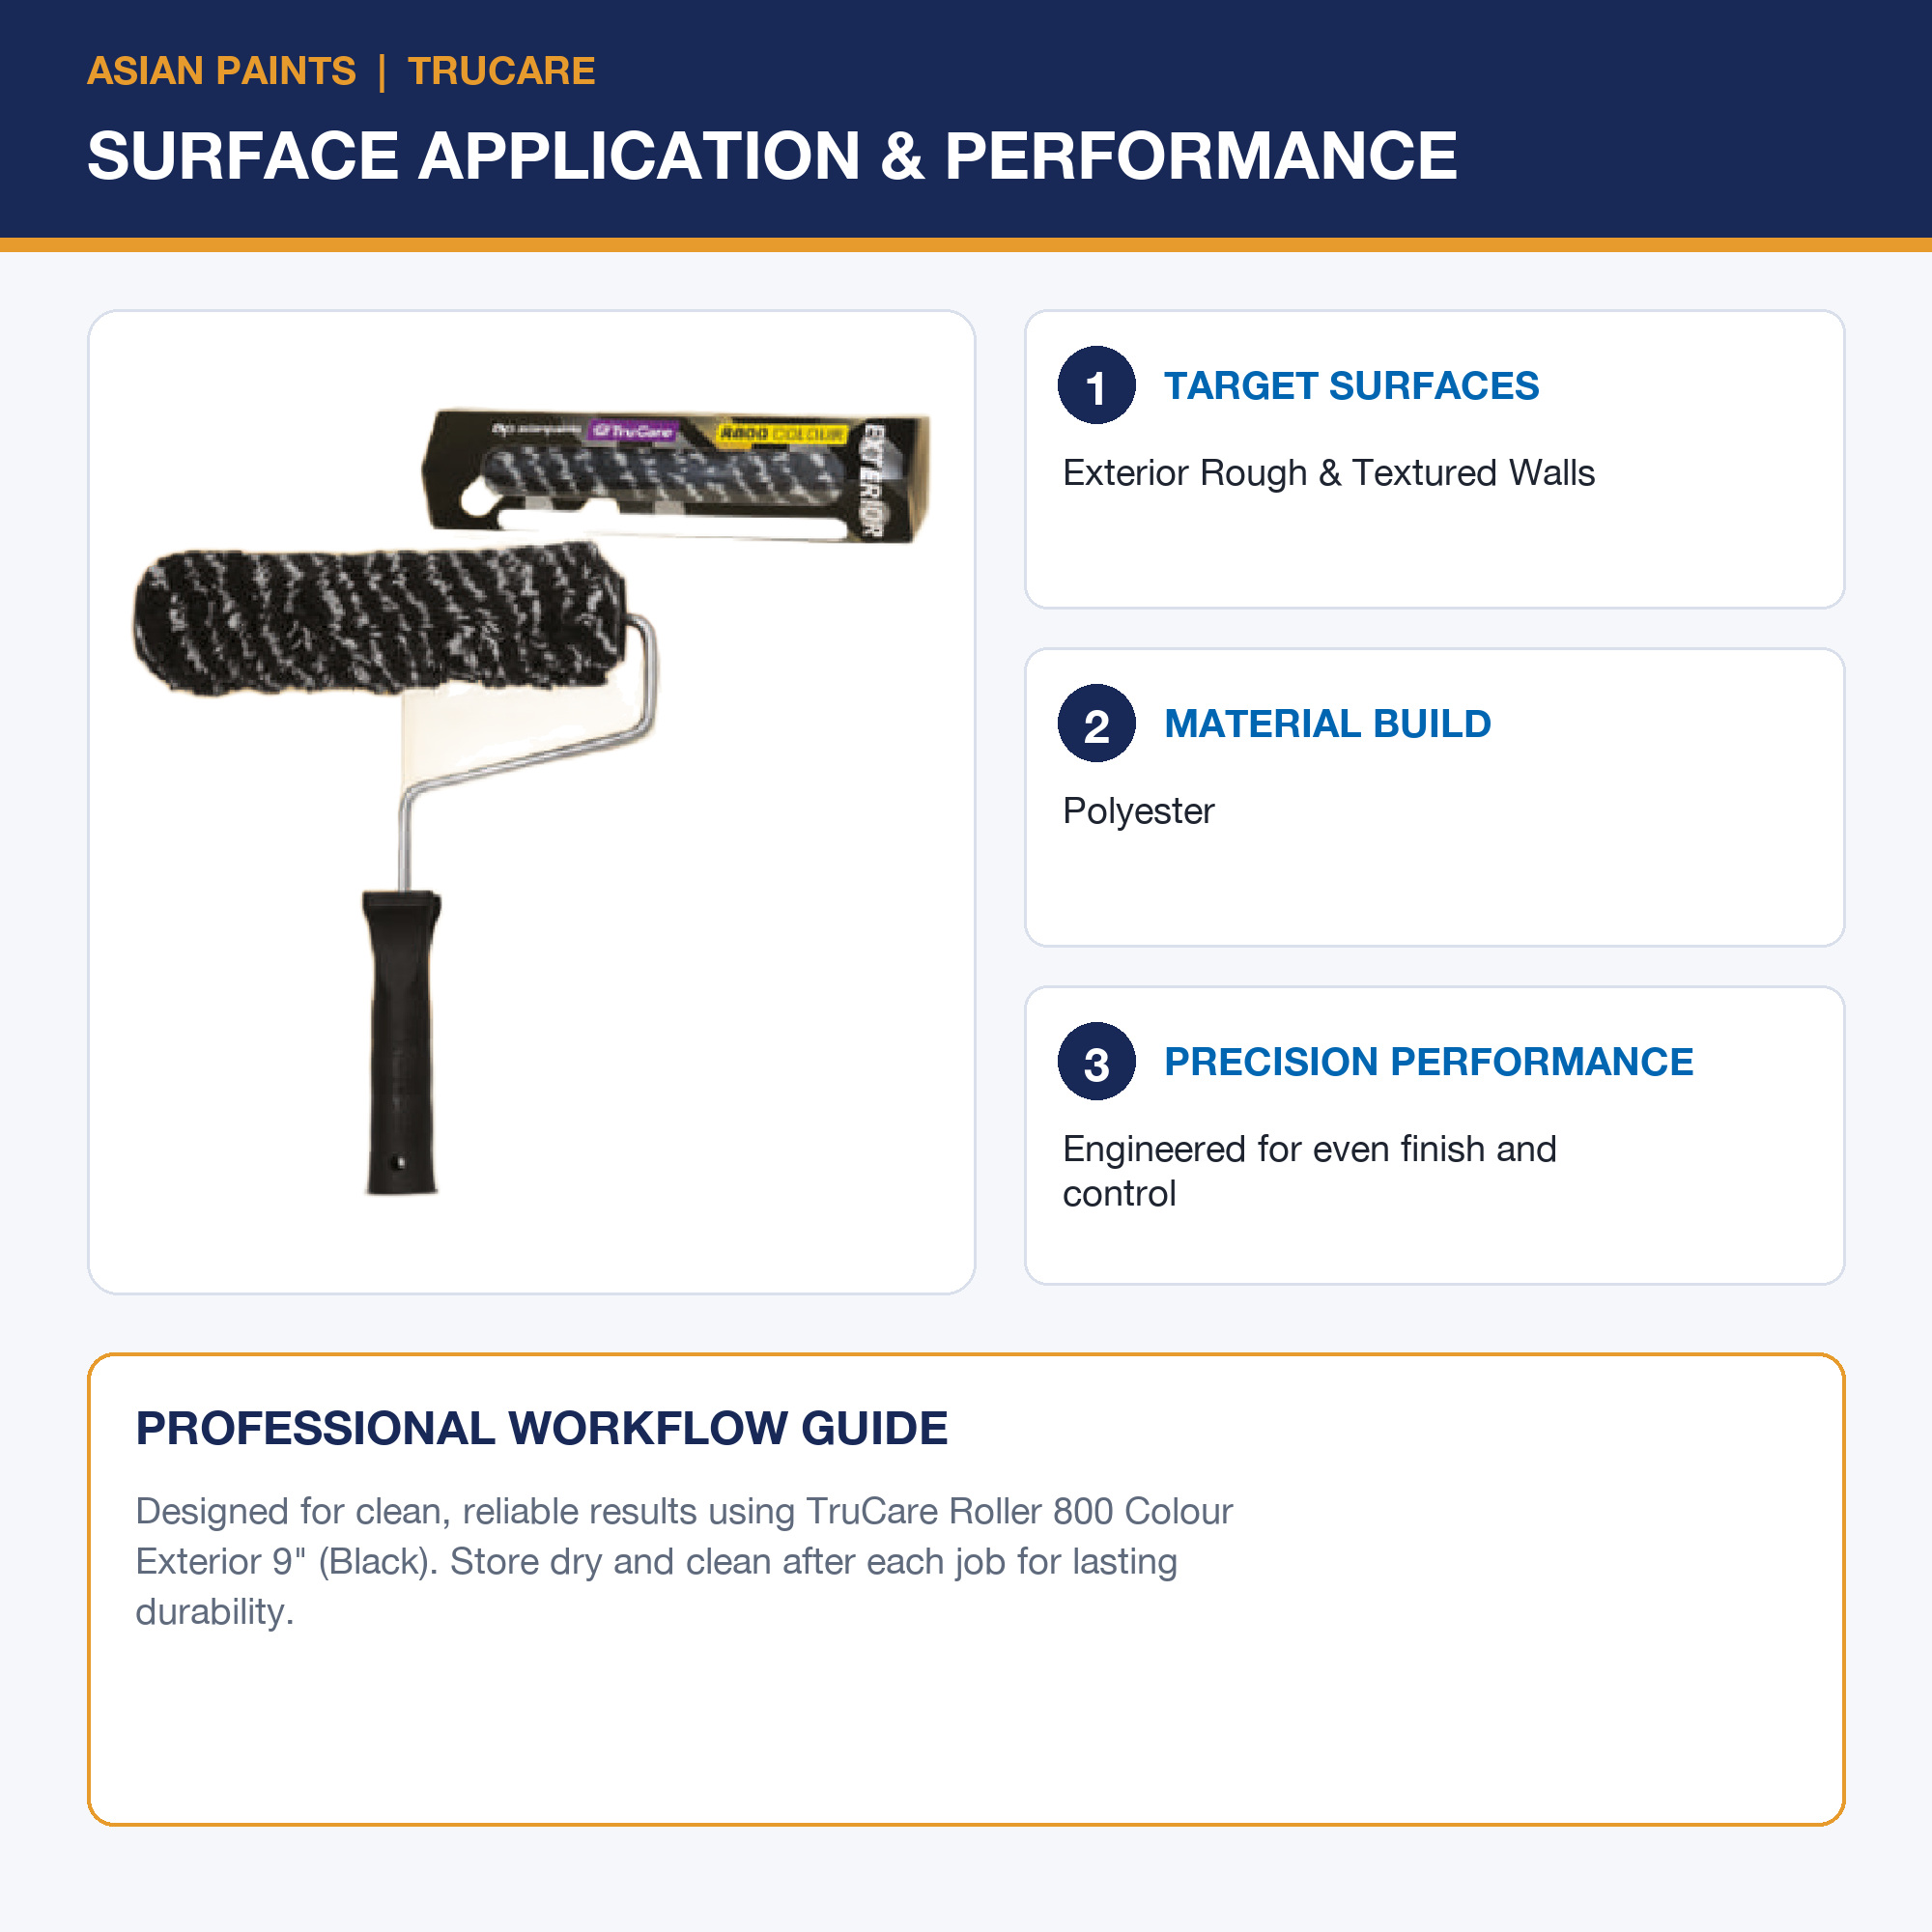 ASIAN PAINTS | TRUCARE
SURFACE APPLICATION & PERFORMANCE
asianpaints TruCare R800 COLOUR
EXTERIOR
1 TARGET SURFACES
Exterior Rough & Textured Walls
2 MATERIAL BUILD
Polyester
3 PRECISION PERFORMANCE
Engineered for even finish and
control
PROFESSIONAL WORKFLOW GUIDE
Designed for clean, reliable results using TruCare Roller 800 Colour
Exterior 9" (Black). Store dry and clean after each job for lasting
durability.